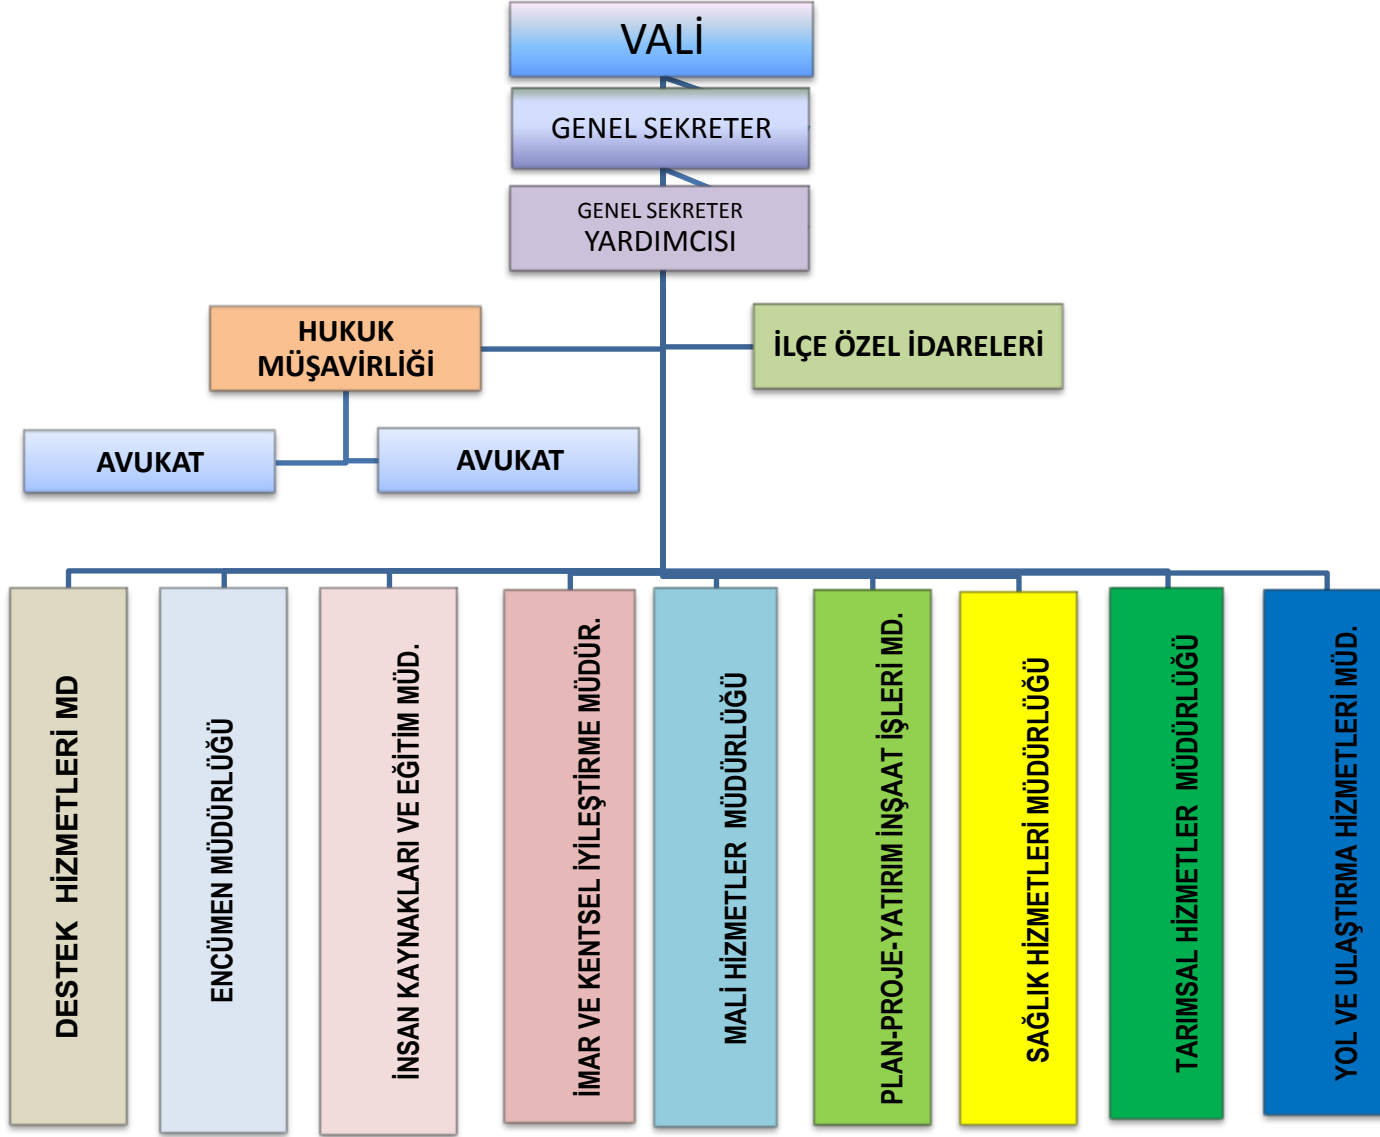 VALİ
GENEL SEKRETER
GENEL SEKRETER
YARDIMCISI
HUKUK
MÜŞAVİRLİĞİ
İLÇE ÖZEL İDARELERİ
AVUKAT
AVUKAT
DESTEK HİZMETLERİ MD
ENCÜMEN MÜDÜRLÜĞÜ
İNSAN KAYNAKLARI VE EĞİTİM MÜD.
İMAR VE KENTSEL İYİLEŞTİRME MÜDÜR.
MALİ HİZMETLER MÜDÜRLÜĞÜ
PLAN-PROJE-YATIRIM İNŞAAT İŞLERİ MD.
SAĞLIK HİZMETLERİ MÜDÜRLÜĞÜ
TARIMSAL HİZMETLER MÜDÜRLÜĞÜ
YOL VE ULAŞTIRMA HİZMETLERİ MÜD.